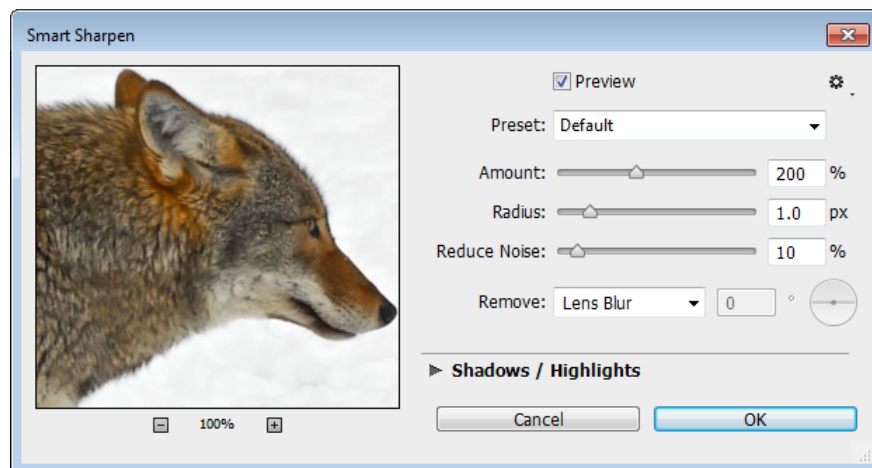 Smart Sharpen
Preview
Preset: Default
Amount: 200 %
Radius: 1.0 px
Reduce Noise: 10 %
Remove: Lens Blur 0 °
Shadows / Highlights
100%
Cancel OK